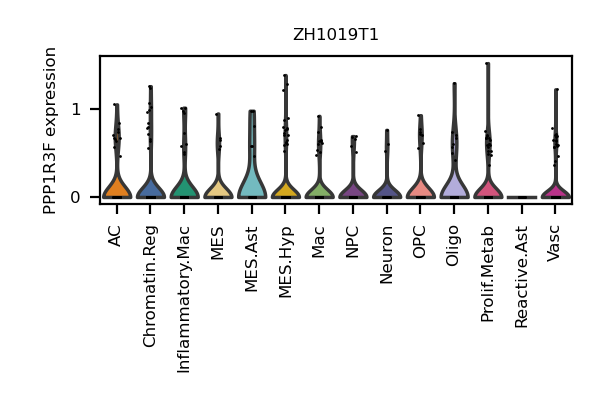 ZH1019T1
PPP1R3F expression
1
0
AC
Chromatin.Reg
Inflammatory.Mac
MES
MES.Ast
MES.Hyp
Mac
NPC
Neuron
OPC
Oligo
Prolif.Metab
Reactive.Ast
Vasc